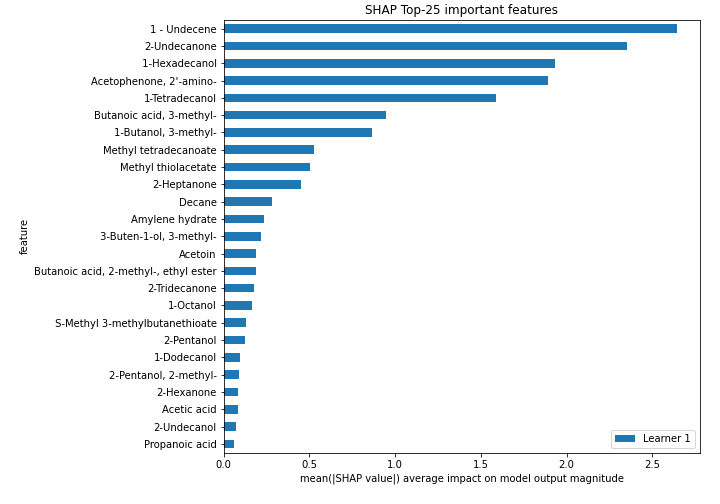 SHAP Top-25 important features
1 - Undecene
2-Undecanone
1-Hexadecanol
Acetophenone, 2'-amino-
1-Tetradecanol
Butanoic acid, 3-methyl-
1-Butanol, 3-methyl-
Methyl tetradecanoate
Methyl thiolacetate
2-Heptanone
Decane
Amylene hydrate
3-Buten-1-ol, 3-methyl-
Acetoin
Butanoic acid, 2-methyl-, ethyl ester
2-Tridecanone
1-Octanol
S-Methyl 3-methylbutanethioate
2-Pentanol
1-Dodecanol
2-Pentanol, 2-methyl-
2-Hexanone
Acetic acid
2-Undecanol
Propanoic acid
feature
Learner 1
0.0 0.5 1.0 1.5 2.0 2.5
mean(|SHAP value|) average impact on model output magnitude